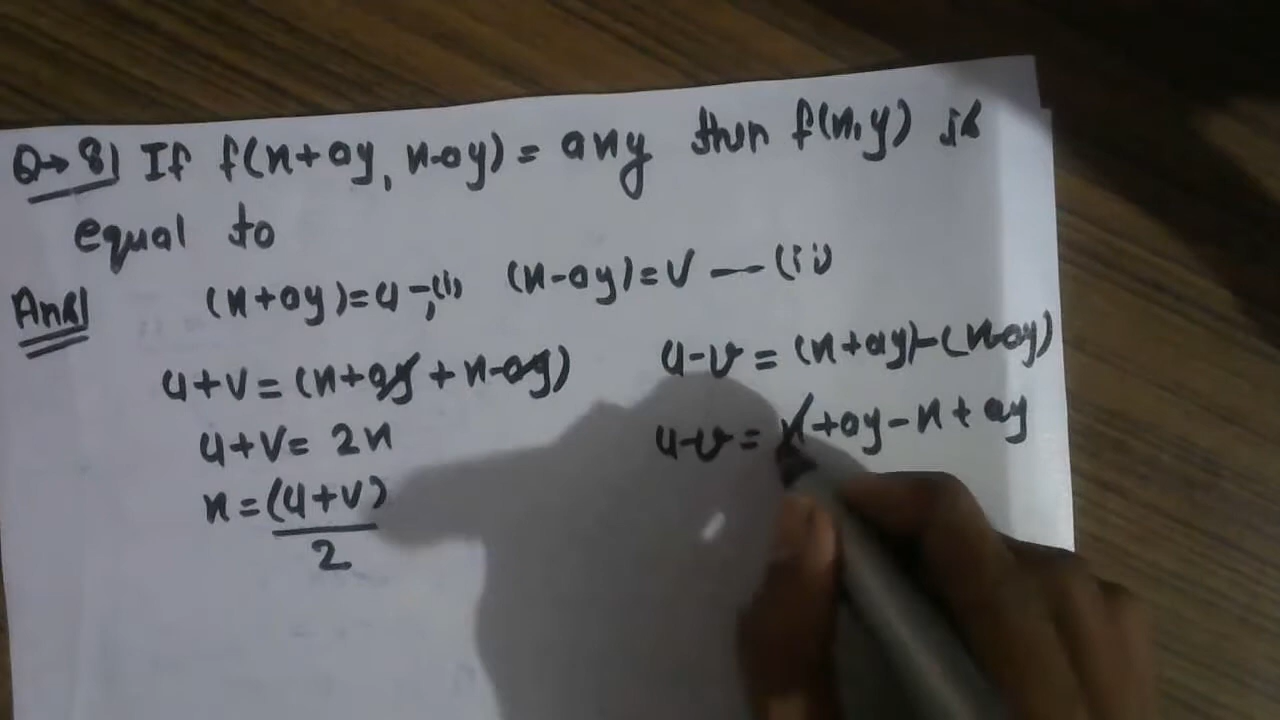 Q→8) If f(x+ay, x-ay) = axy then f(x,y) is
equal to
Ans) (x+ay)=u-(i), (x-ay)=v — (ii)
u+v = (x+ay + x-ay) u-v = (x+ay)-(x-ay)
u+v = 2x u-v = x+ay-x+ay
x = (u+v)
2